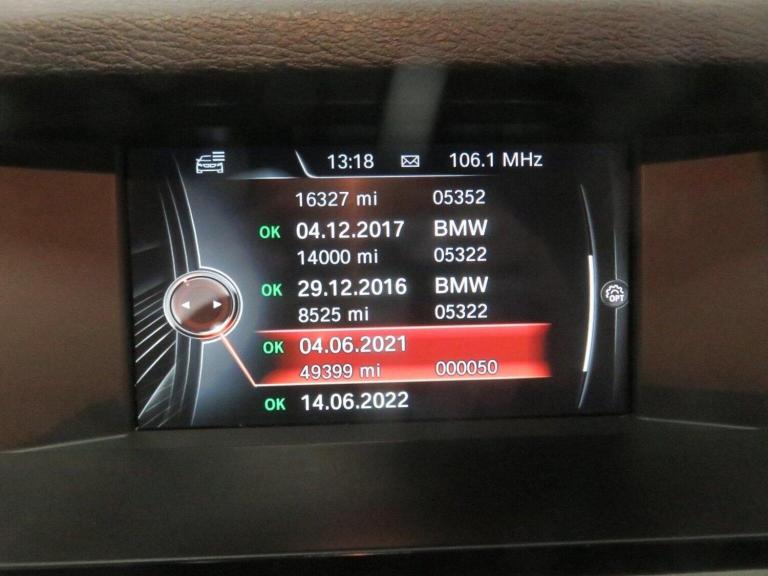 13:18 106.1 MHz
16327 mi 05352
OK 04.12.2017 BMW
14000 mi 05322
OK 29.12.2016 BMW
8525 mi 05322
OPT
OK 04.06.2021
49399 mi 000050
OK 14.06.2022